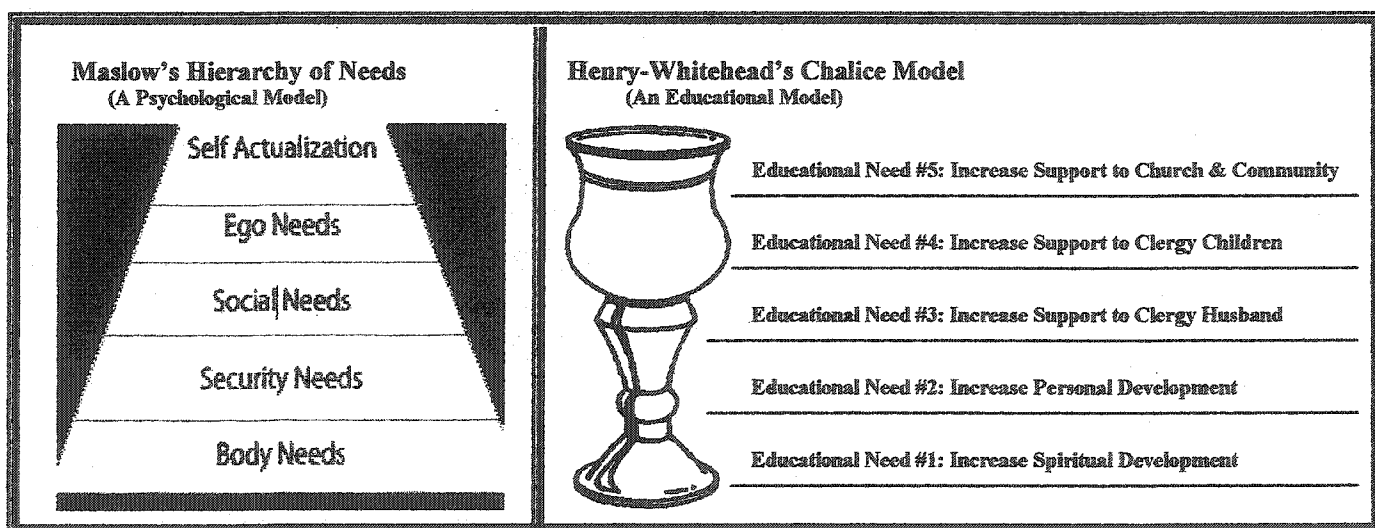 Maslow's Hierarchy of Needs
(A Psychological Model)
Self Actualization
Ego Needs
Social Needs
Security Needs
Body Needs
Henry-Whitehead's Chalice Model
(An Educational Model)
Educational Need #5: Increase Support to Church & Community
Educational Need #4: Increase Support to Clergy Children
Educational Need #3: Increase Support to Clergy Husband
Educational Need #2: Increase Personal Development
Educational Need #1: Increase Spiritual Development